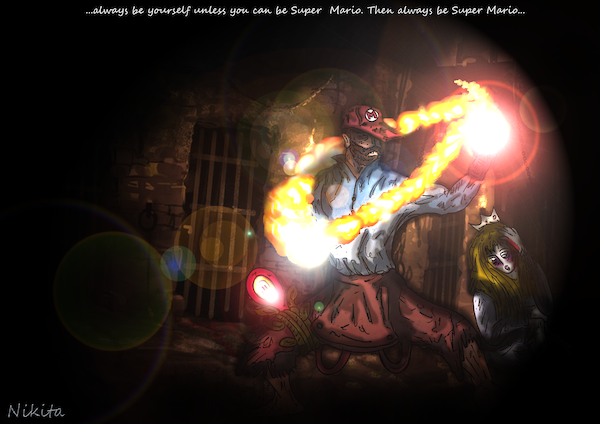 ...always be yourself unless you can be Super Mario. Then always be Super Mario...
M
Nikita